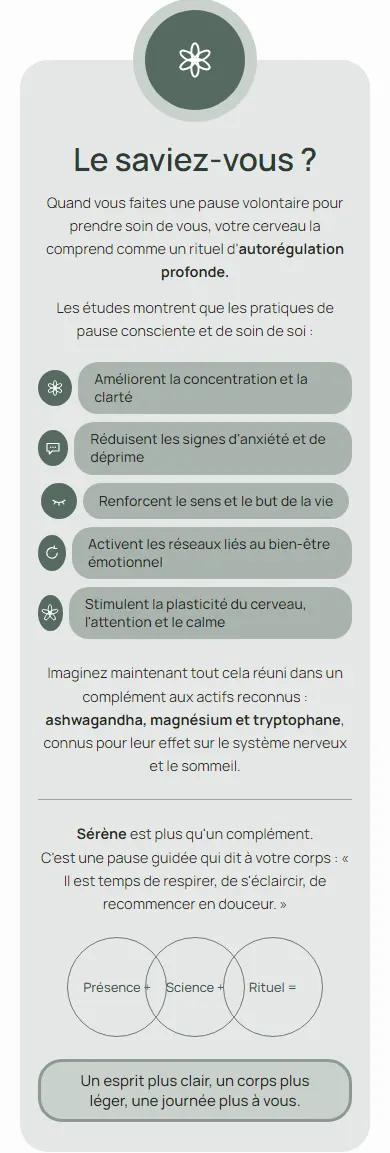 Le saviez-vous ?
Quand vous faites une pause volontaire pour
prendre soin de vous, votre cerveau la
comprend comme un rituel d'autorégulation
profonde.
Les études montrent que les pratiques de
pause consciente et de soin de soi :
Améliorent la concentration et la
clarté
Réduisent les signes d'anxiété et de
déprime
Renforcent le sens et le but de la vie
Activent les réseaux liés au bien-être
émotionnel
Stimulent la plasticité du cerveau,
l'attention et le calme
Imaginez maintenant tout cela réuni dans un
complément aux actifs reconnus :
ashwagandha, magnésium et tryptophane,
connus pour leur effet sur le système nerveux
et le sommeil.
Sérène est plus qu'un complément.
C'est une pause guidée qui dit à votre corps : «
Il est temps de respirer, de s'éclaircir, de
recommencer en douceur. »
Présence + Science + Rituel =
Un esprit plus clair, un corps plus
léger, une journée plus à vous.